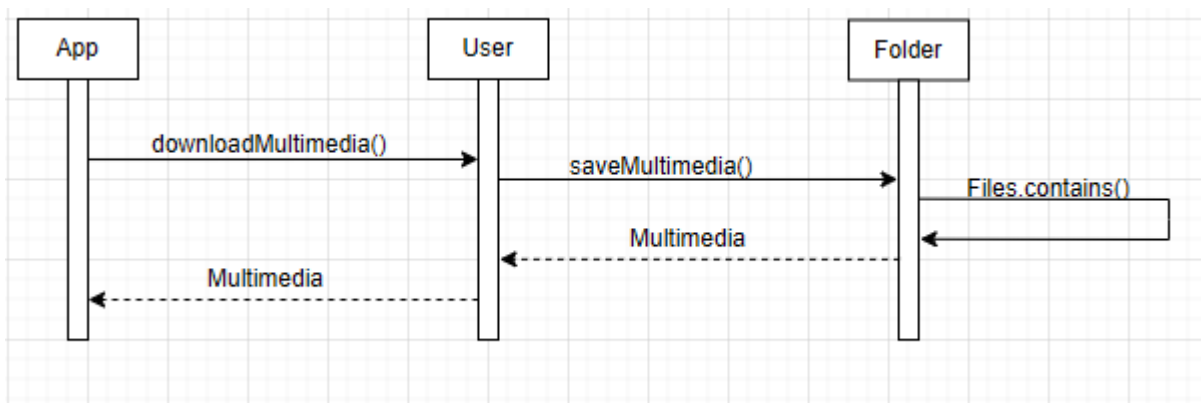 App
User
Folder
downloadMultimedia()
saveMultimedia()
Files.contains()
Multimedia
Multimedia